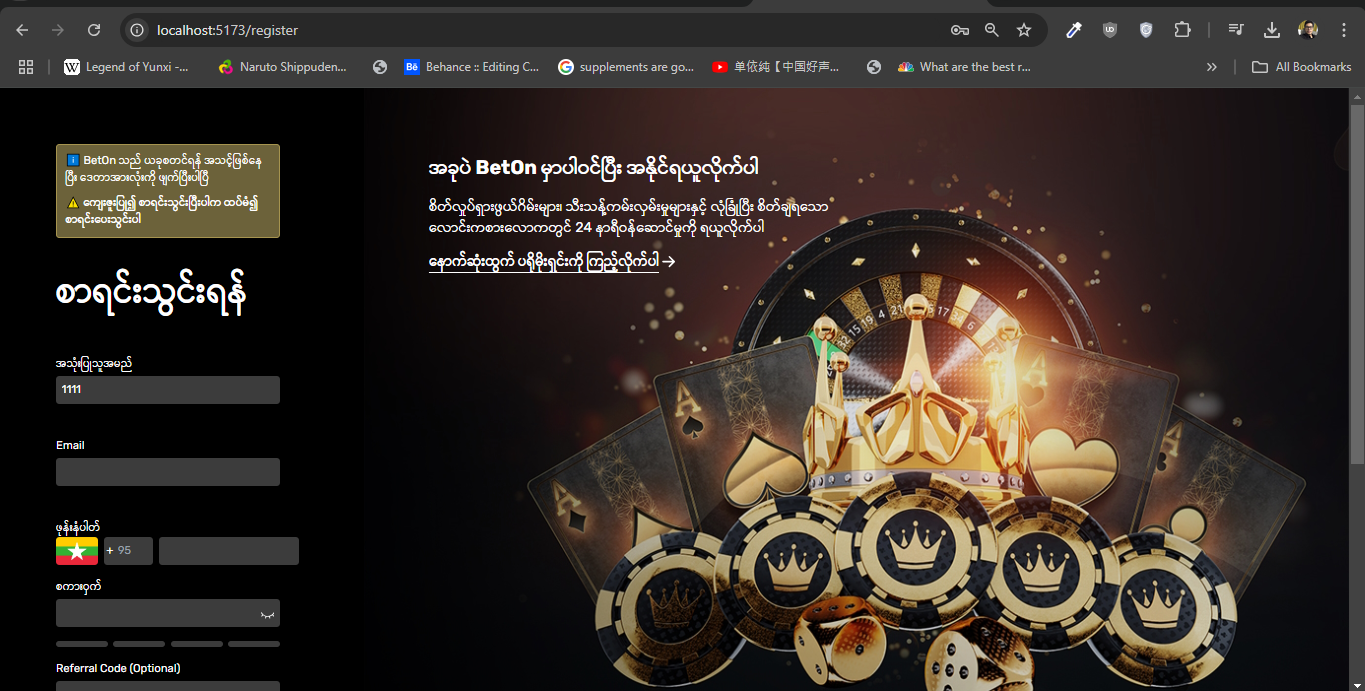 localhost:5173/register
Legend of Yunxi -...
Naruto Shippuden...
Behance :: Editing C...
supplements are go...
单依純【中国好声...
What are the best r...
All Bookmarks
BetOn သည် ယခုစတင်ရန် အသင့်ဖြစ်နေ
ပြီး ဒေတာအားလုံးကို ဖျက်ပြီးပါပြီ
ကျေးဇူးပြု၍ စာရင်းသွင်းပြီးပါက ထပ်မံ၍
စာရင်းပေးသွင်းပါ
စာရင်းသွင်းရန်
အသုံးပြုသူအမည်
1111
Email
ဖုန်းနံပါတ်
+ 95
စကားဝှက်
Referral Code (Optional)
အခုပဲ BetOn မှာပါဝင်ပြီး အနိုင်ရယူလိုက်ပါ
စိတ်လှုပ်ရှားဖွယ်ဂိမ်းများ၊ သီးသန့်ကမ်းလှမ်းမှုများနှင့် လုံခြုံပြီး စိတ်ချရသော
လောင်းကစားလောကတွင် 24 နာရီဝန်ဆောင်မှုကို ရယူလိုက်ပါ
နောက်ဆုံးထွက် ပရိုမိုးရှင်းကို ကြည့်လိုက်ပါ →